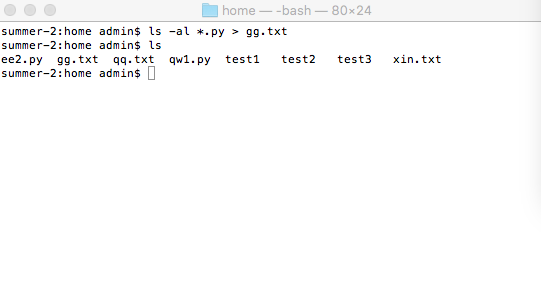 home — -bash — 80×24
summer-2:home admin$ ls -al *.py > gg.txt
summer-2:home admin$ ls
ee2.py  gg.txt  qq.txt  qw1.py  test1   test2   test3   xin.txt
summer-2:home admin$